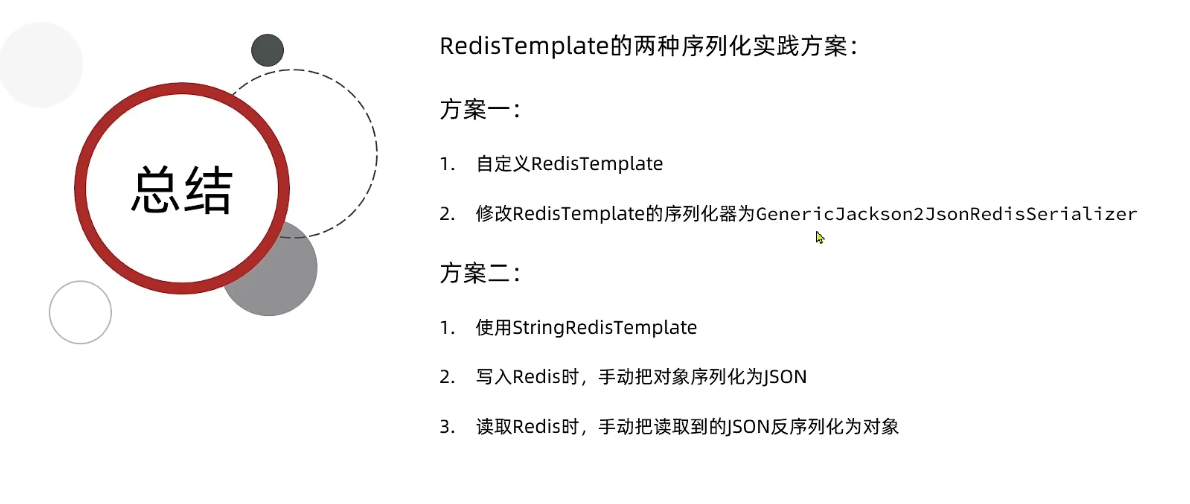 总结
RedisTemplate的两种序列化实践方案：
方案一：
1. 自定义RedisTemplate
2. 修改RedisTemplate的序列化器为GenericJackson2JsonRedisSerializer
方案二：
1. 使用StringRedisTemplate
2. 写入Redis时，手动把对象序列化为JSON
3. 读取Redis时，手动把读取到的JSON反序列化为对象